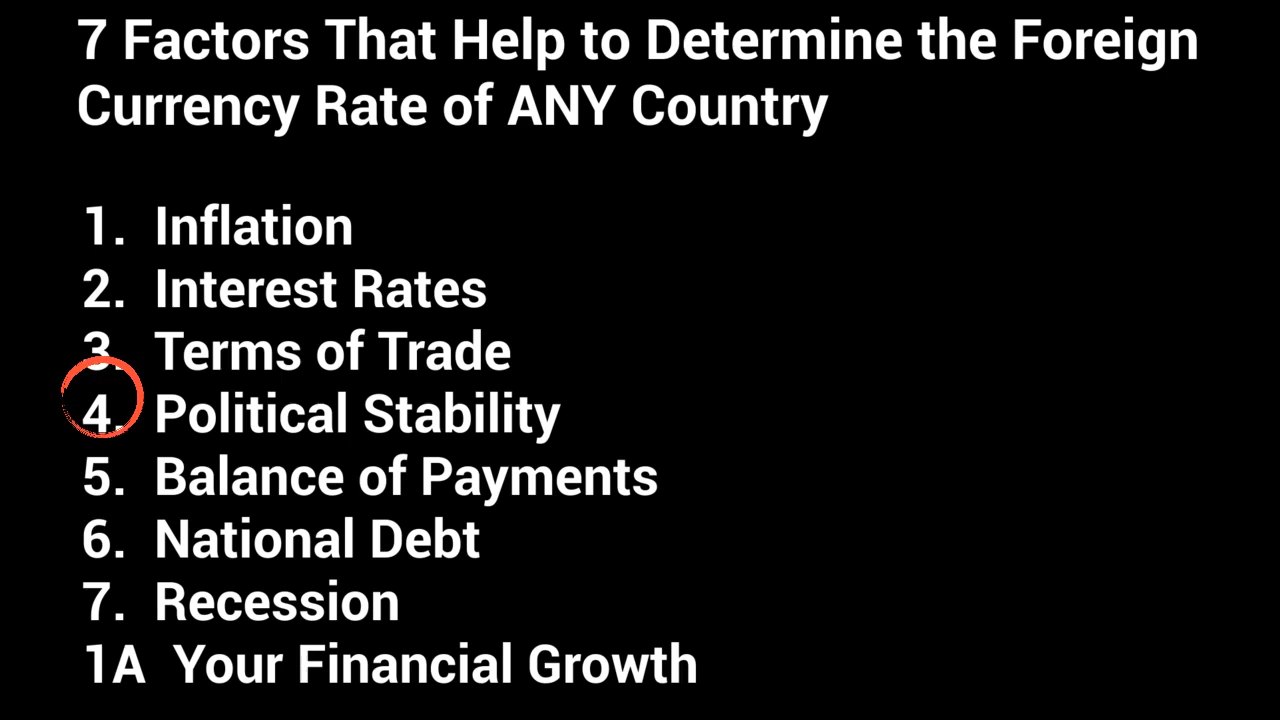 7 Factors That Help to Determine the Foreign
Currency Rate of ANY Country
1. Inflation
2. Interest Rates
3. Terms of Trade
4. Political Stability
5. Balance of Payments
6. National Debt
7. Recession
1A Your Financial Growth